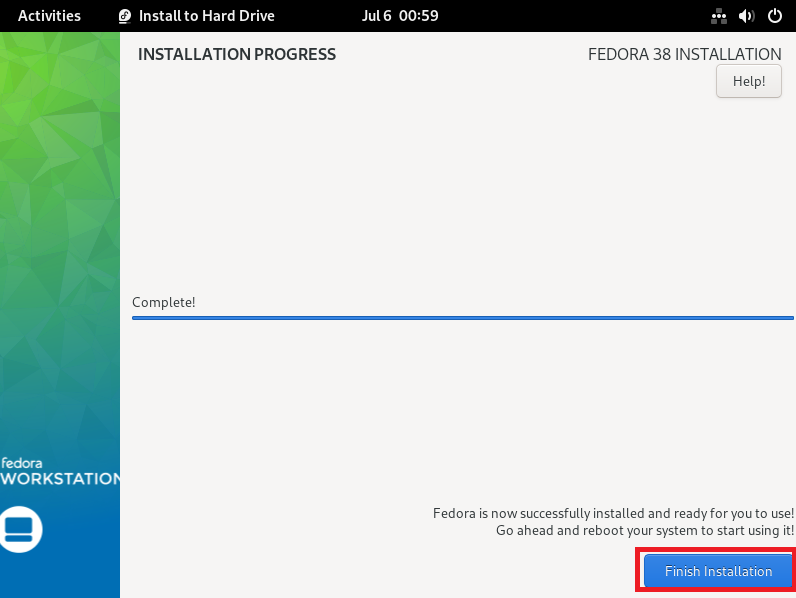 Activities
Install to Hard Drive
Jul 6 00:59
INSTALLATION PROGRESS
FEDORA 38 INSTALLATION
Help!
Complete!
fedora
WORKSTATION
Fedora is now successfully installed and ready for you to use!
Go ahead and reboot your system to start using it!
Finish Installation